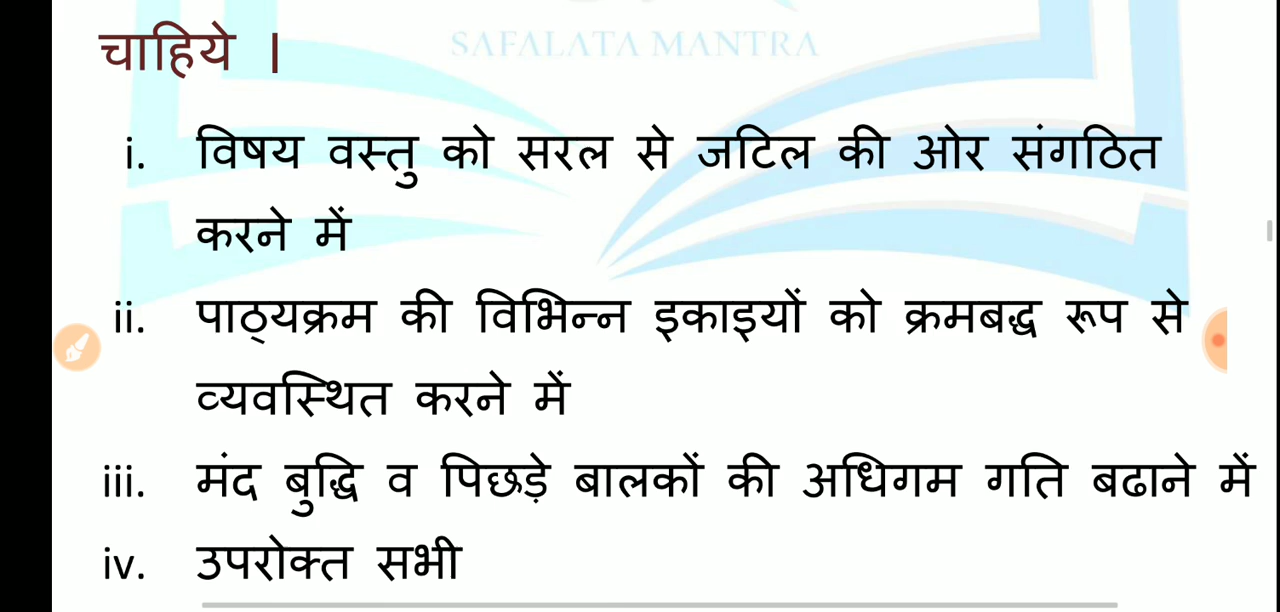 SAFALATA MANTRA
चाहिये ।
i. विषय वस्तु को सरल से जटिल की ओर संगठित
करने में
ii. पाठ्यक्रम की विभिन्न इकाइयों को क्रमबद्ध रूप से
व्यवस्थित करने में
iii. मंद बुद्धि व पिछड़े बालकों की अधिगम गति बढाने में
iv. उपरोक्त सभी